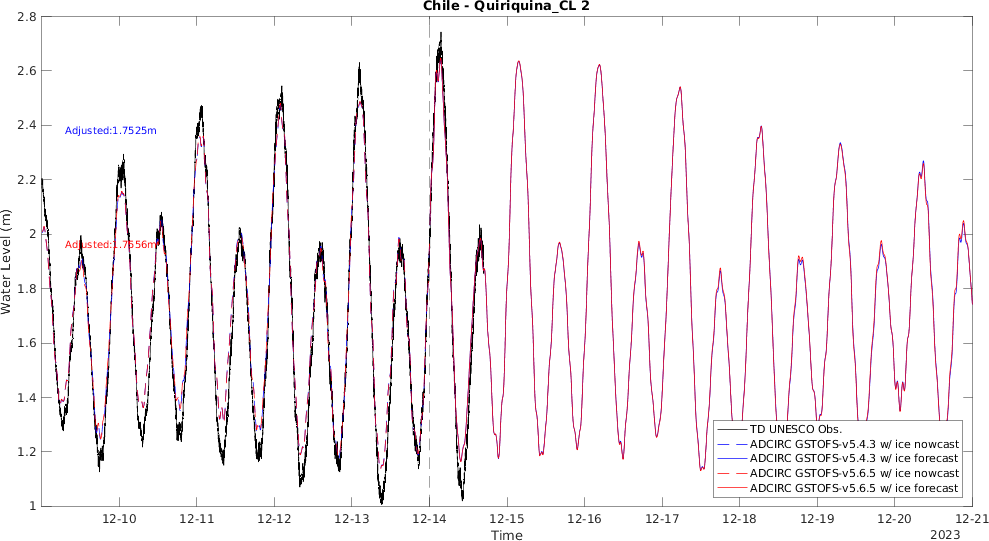 Chile - Quiriquina_CL 2
2.8
2.6
2.4
2.2
2
1.8
1.6
1.4
1.2
1
Water Level (m)
Adjusted:1.7525m
Adjusted:1.7556m
TD UNESCO Obs.
ADCIRC GSTOFS-v5.4.3 w/ ice nowcast
ADCIRC GSTOFS-v5.4.3 w/ ice forecast
ADCIRC GSTOFS-v5.6.5 w/ ice nowcast
ADCIRC GSTOFS-v5.6.5 w/ ice forecast
12-10 12-11 12-12 12-13 12-14 12-15 12-16 12-17 12-18 12-19 12-20 12-21
Time
2023